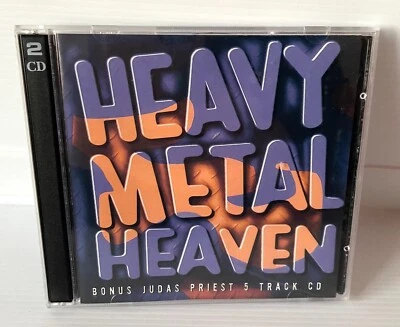 2
CD
HEAVY
METAL
HEAVEN
BONUS JUDAS PRIEST 5 TRACK CD